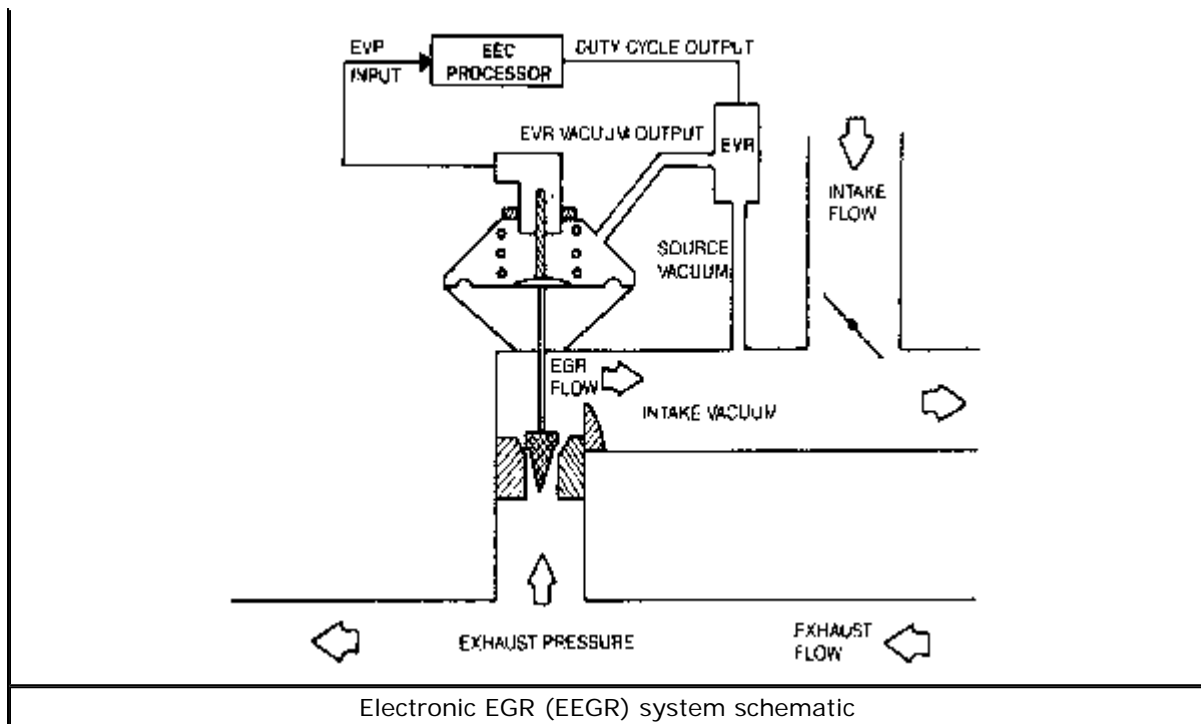 EVP
INPUT
EEC
PROCESSOR
DUTY CYCLE OUTPUT
EVR VACUUM OUTPUT
EVR
INTAKE
FLOW
SOURCE
VACUUM
EGR
FLOW
INTAKE VACUUM
EXHAUST PRESSURE
EXHAUST
FLOW
Electronic EGR (EEGR) system schematic